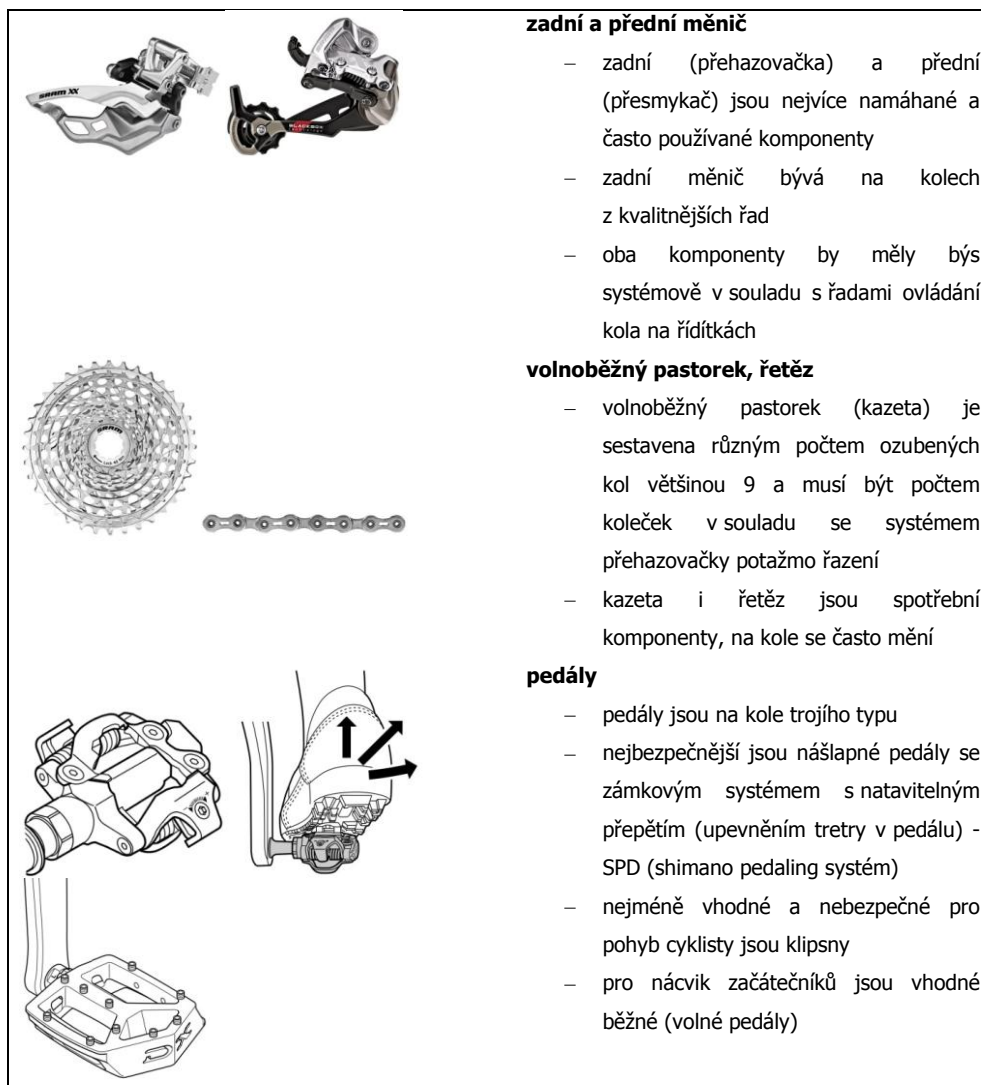 zadní a přední měnič
– zadní (přehazovačka) a přední
(přesmykač) jsou nejvíce namáhané a
často používané komponenty
– zadní měnič bývá na kolech
z kvalitnějších řad
– oba komponenty by měly býs
systémově v souladu s řadami ovládání
kola na řídítkách
SRAM XX
BLACKBOX
volnoběžný pastorek, řetěz
– volnoběžný pastorek (kazeta) je
sestavena různým počtem ozubených
kol většinou 9 a musí být počtem
koleček v souladu se systémem
přehazovačky potažmo řazení
– kazeta i řetěz jsou spotřební
komponenty, na kole se často mění
SRAM
pedály
– pedály jsou na kole trojího typu
– nejbezpečnější jsou nášlapné pedály se
zámkovým systémem s natavitelným
přepětím (upevněním tretry v pedálu) -
SPD (shimano pedaling systém)
– nejméně vhodné a nebezpečné pro
pohyb cyklisty jsou klipsny
– pro nácvik začátečníků jsou vhodné
běžné (volné pedály)